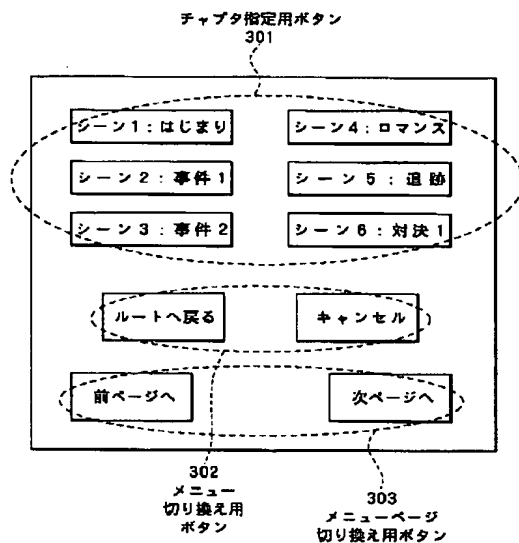 チャプタ指定用ボタン
301
シーン1:はじまり
シーン4:ロマンス
シーン2:事件1
シーン5:追跡
シーン3:事件2
シーン6:対決1
ルートへ戻る
キャンセル
前ページへ
次ページへ
302
メニュー
切り換え用
ボタン
303
メニューページ
切り換え用ボタン